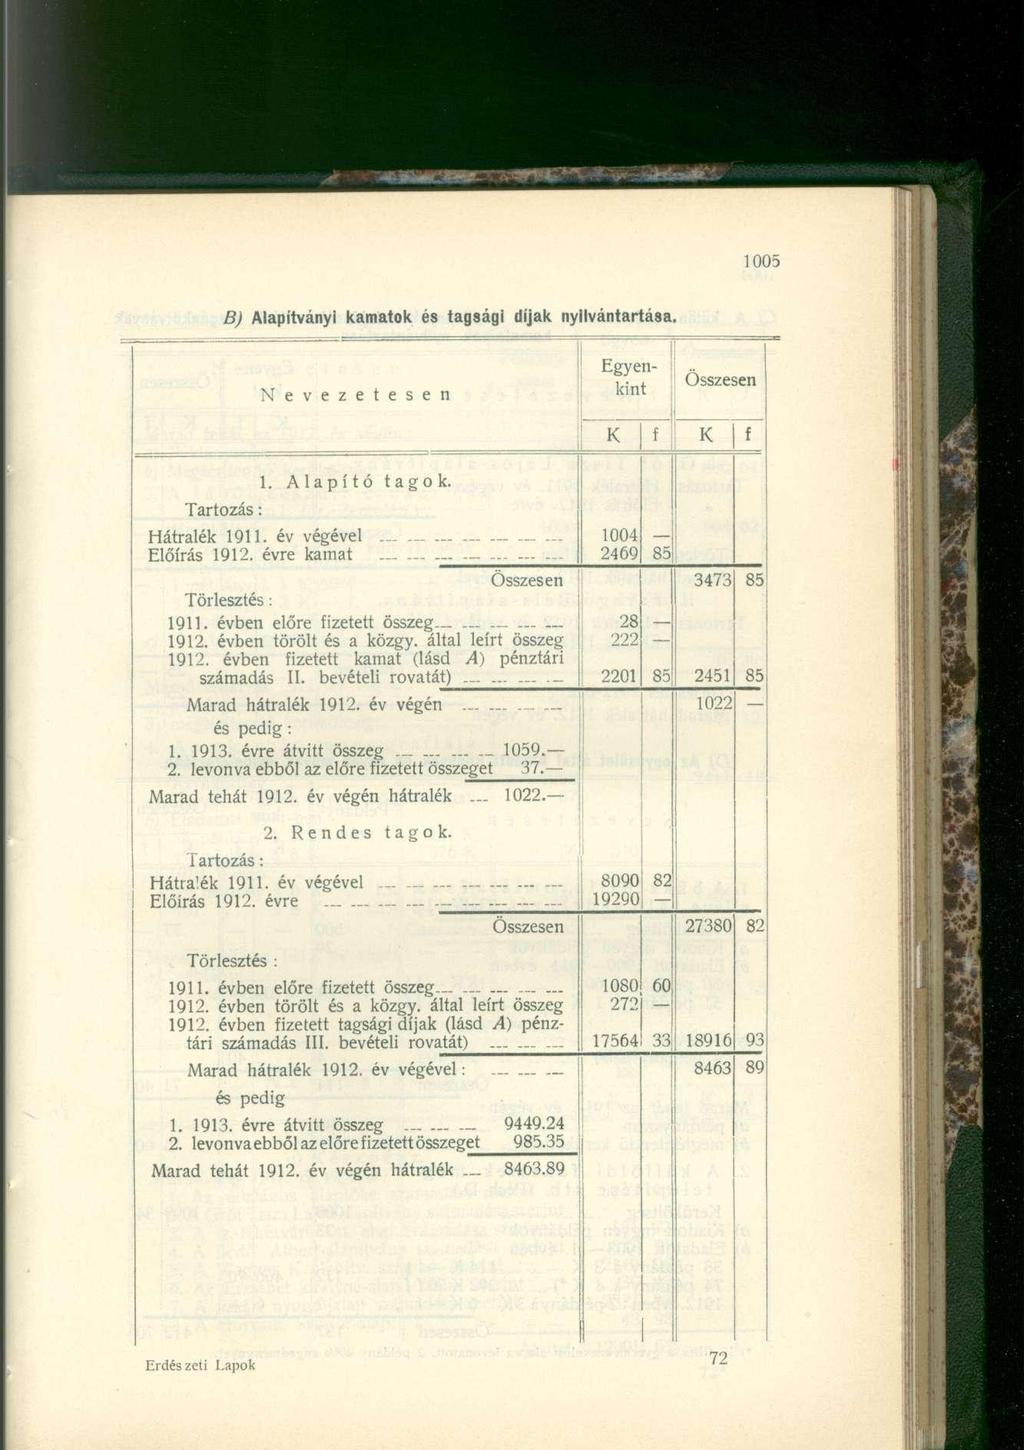 1005
B) Alapítványi kamatok és tagsági díjak nyilvántartása.
Nevezetesen
Egyen-
kint
Összesen
K f K f
1. Alapító tagok.
Tartozás :
Hátralék 1911. év végével 1004 —
Előírás 1912. évre kamat 2469 85
Összesen 3473 85
Törlesztés :
1911. évben előre fizetett összeg 28 —
1912. évben törölt és a közgy. által leírt összeg 222 —
1912. évben fizetett kamat (lásd A) pénztári
számadás II. bevételi rovatát) 2201 85 2451 85
Marad hátralék 1912. év végén 1022 —
és pedig :
1. 1913. évre átvitt összeg 1059.—
2. levonva ebből az előre fizetett összeget 37.—
Marad tehát 1912. év végén hátralék 1022.—
2. Rendes tagok.
Tartozás :
Hátralék 1911. év végével 8090 82
Előírás 1912. évre 19290 —
Összesen 27380 82
Törlesztés :
1911. évben előre fizetett összeg 1080 60
1912. évben törölt és a közgy. által leírt összeg 272 —
1912. évben fizetett tagsági díjak (lásd A) pénz-
tári számadás III. bevételi rovatát) 17564 33 18916 93
Marad hátralék 1912. év végével : 8463 89
és pedig
1. 1913. évre átvitt összeg 9449.24
2. levonva ebből az előre fizetett összeget 985.35
Marad tehát 1912. év végén hátralék 8463.89
Erdészeti Lapok 72